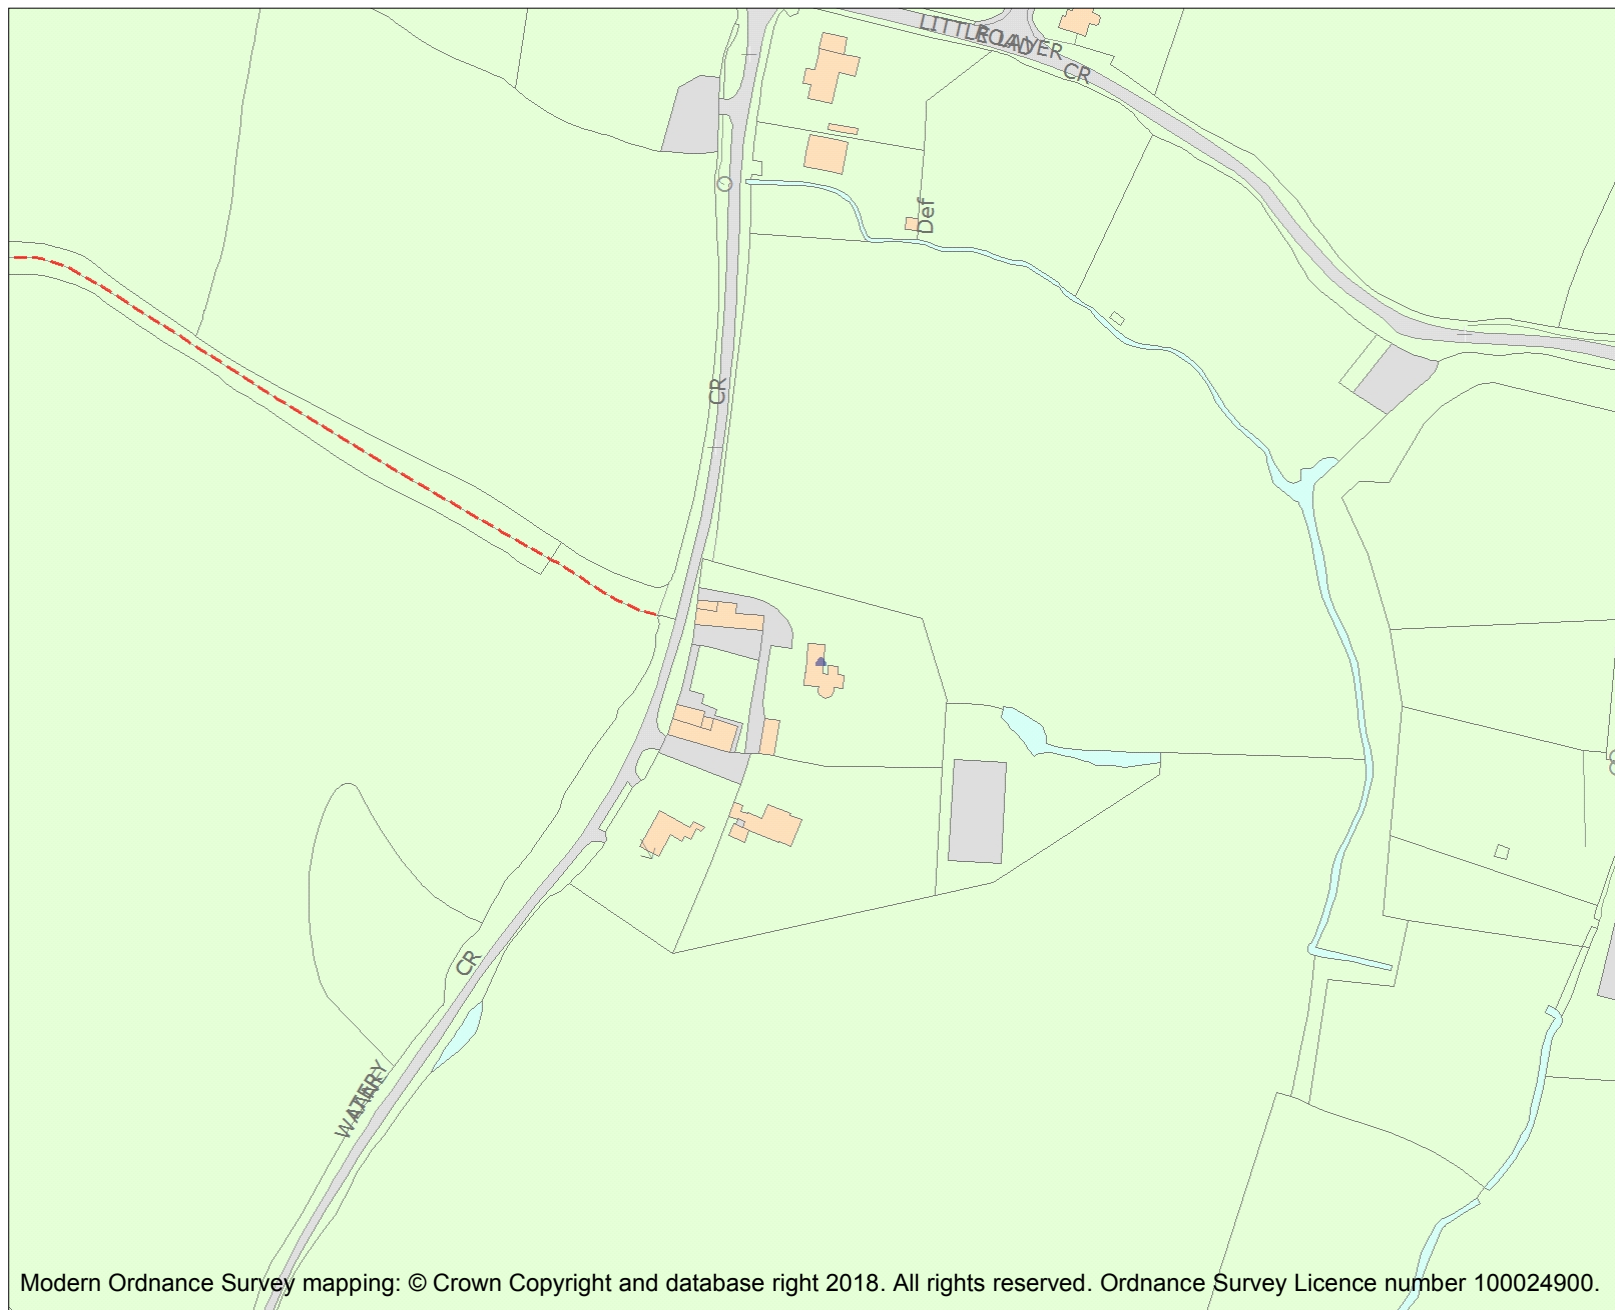 LITTLE LAVER
ROAD
CR
Def
CR
CR
WATERY
LANE
Modern Ordnance Survey mapping: © Crown Copyright and database right 2018. All rights reserved. Ordnance Survey Licence number 100024900.